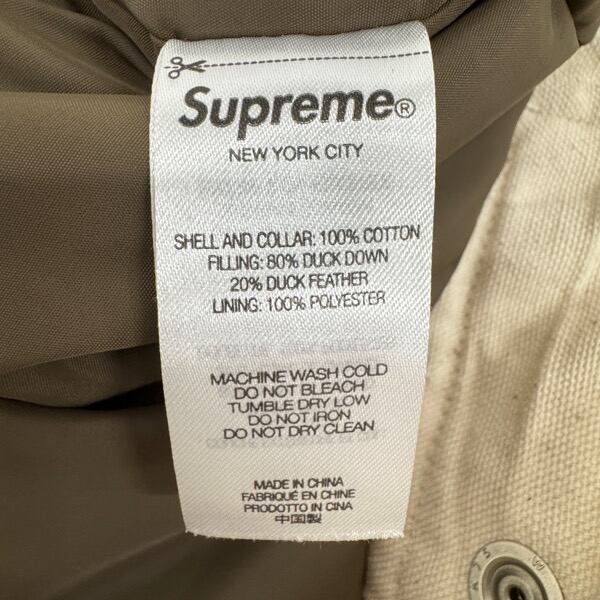 Supreme®
NEW YORK CITY
SHELL AND COLLAR: 100% COTTON
FILLING: 80% DUCK DOWN
20% DUCK FEATHER
LINING: 100% POLYESTER
MACHINE WASH COLD
DO NOT BLEACH
TUMBLE DRY LOW
DO NOT IRON
DO NOT DRY CLEAN
MADE IN CHINA
FABRIQUÉ EN CHINE
PRODOTTO IN CINA
中国製